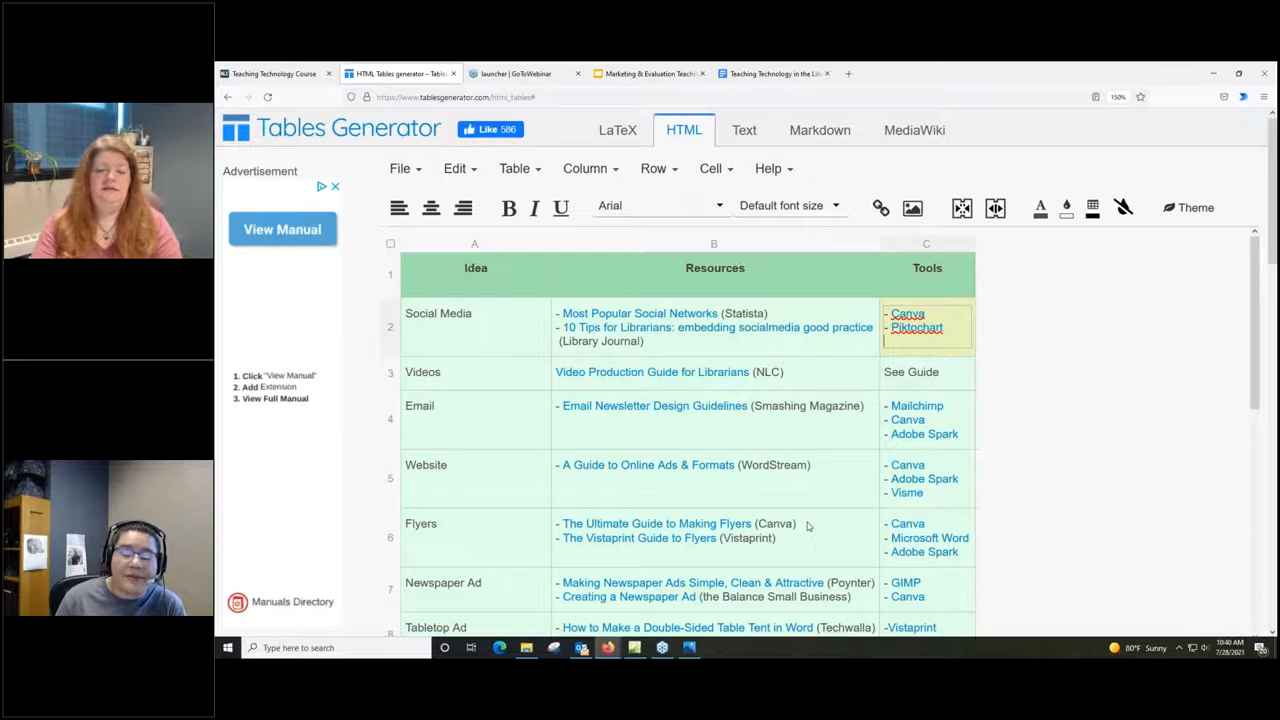 Teaching Technology Course
HTML Tables generator – Table
launcher | GoToWebinar
Marketing & Evaluation Teachi
Teaching Technology in the Lib
https://www.tablesgenerator.com/html_tables#
150%
Tables Generator
Like 586
LaTeX
HTML
Text
Markdown
MediaWiki
Advertisement
File
Edit
Table
Column
Row
Cell
Help
View Manual
B I U
Arial
Default font size
A
Theme
A
B
C
1
Idea
Resources
Tools
2
Social Media
- Most Popular Social Networks (Statista)
- 10 Tips for Librarians: embedding socialmedia good practice
(Library Journal)
- Canva
- Piktochart
3
Videos
Video Production Guide for Librarians (NLC)
See Guide
4
Email
- Email Newsletter Design Guidelines (Smashing Magazine)
- Mailchimp
- Canva
- Adobe Spark
5
Website
- A Guide to Online Ads & Formats (WordStream)
- Canva
- Adobe Spark
- Visme
6
Flyers
- The Ultimate Guide to Making Flyers (Canva)
- The Vistaprint Guide to Flyers (Vistaprint)
- Canva
- Microsoft Word
- Adobe Spark
7
Newspaper Ad
- Making Newspaper Ads Simple, Clean & Attractive (Poynter)
- Creating a Newspaper Ad (the Balance Small Business)
- GIMP
- Canva
8
Tabletop Ad
- How to Make a Double-Sided Table Tent in Word (Techwalla)
-Vistaprint
1. Click "View Manual"
2. Add Extension
3. View Full Manual
Manuals Directory
Type here to search
80°F Sunny
10:40 AM
7/28/2021